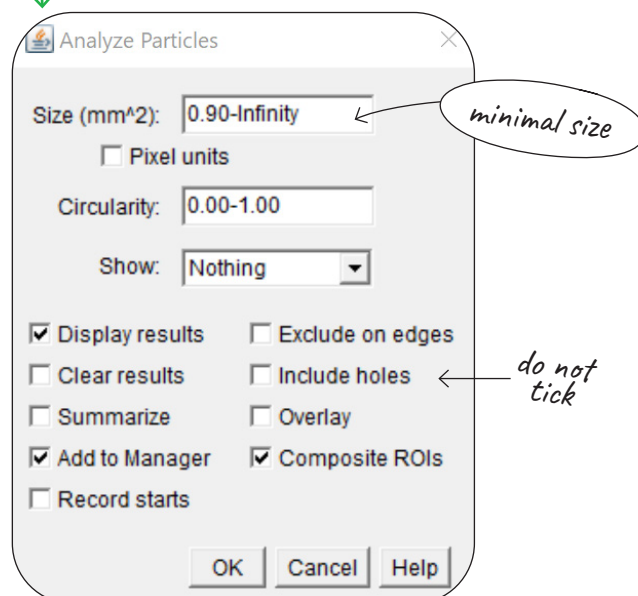 Analyze Particles
Size (mm^2): 0.90-Infinity
minimal size
Pixel units
Circularity: 0.00-1.00
Show: Nothing
Display results Exclude on edges
Clear results Include holes
do not
tick
Summarize Overlay
Add to Manager Composite ROIs
Record starts
OK Cancel Help